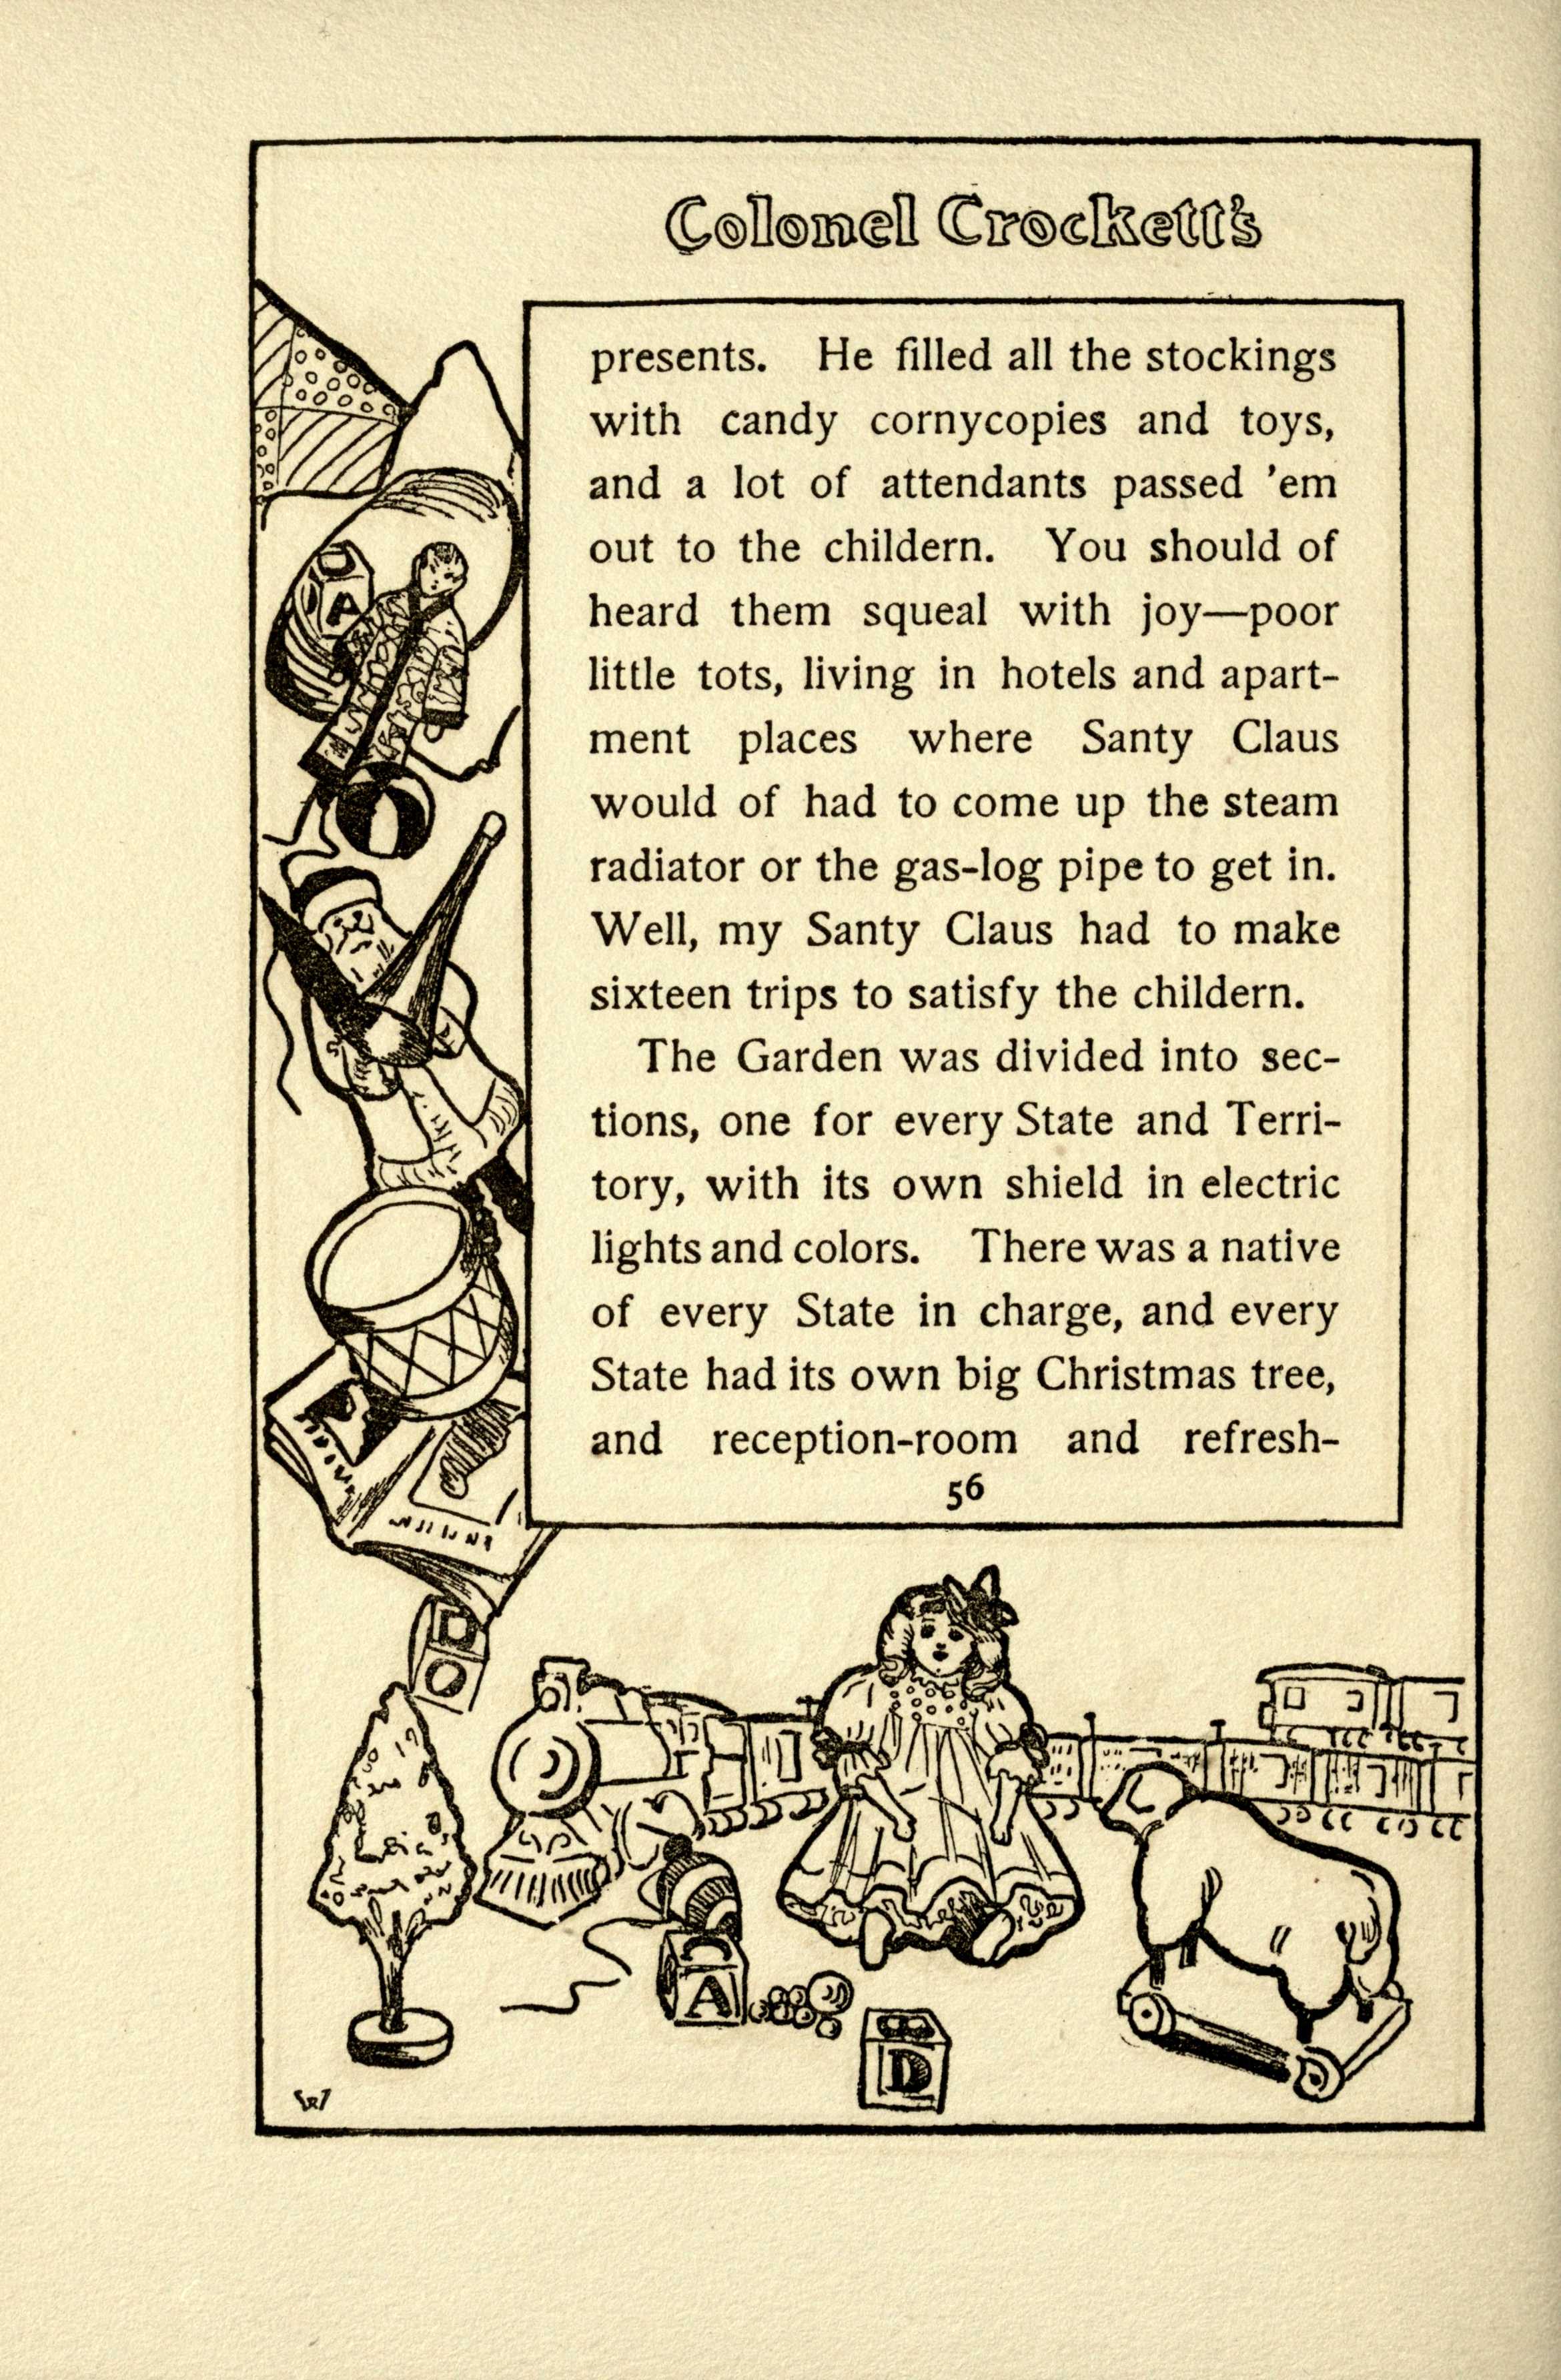 Colonel Crockett's
presents. He filled all the stockings
with candy cornycopies and toys,
and a lot of attendants passed 'em
out to the childern. You should of
heard them squeal with joy—poor
little tots, living in hotels and apart-
ment places where Santy Claus
would of had to come up the steam
radiator or the gas-log pipe to get in.
Well, my Santy Claus had to make
sixteen trips to satisfy the childern.
The Garden was divided into sec-
tions, one for every State and Terri-
tory, with its own shield in electric
lights and colors. There was a native
of every State in charge, and every
State had its own big Christmas tree,
and reception-room and refresh-
56
A
A
D